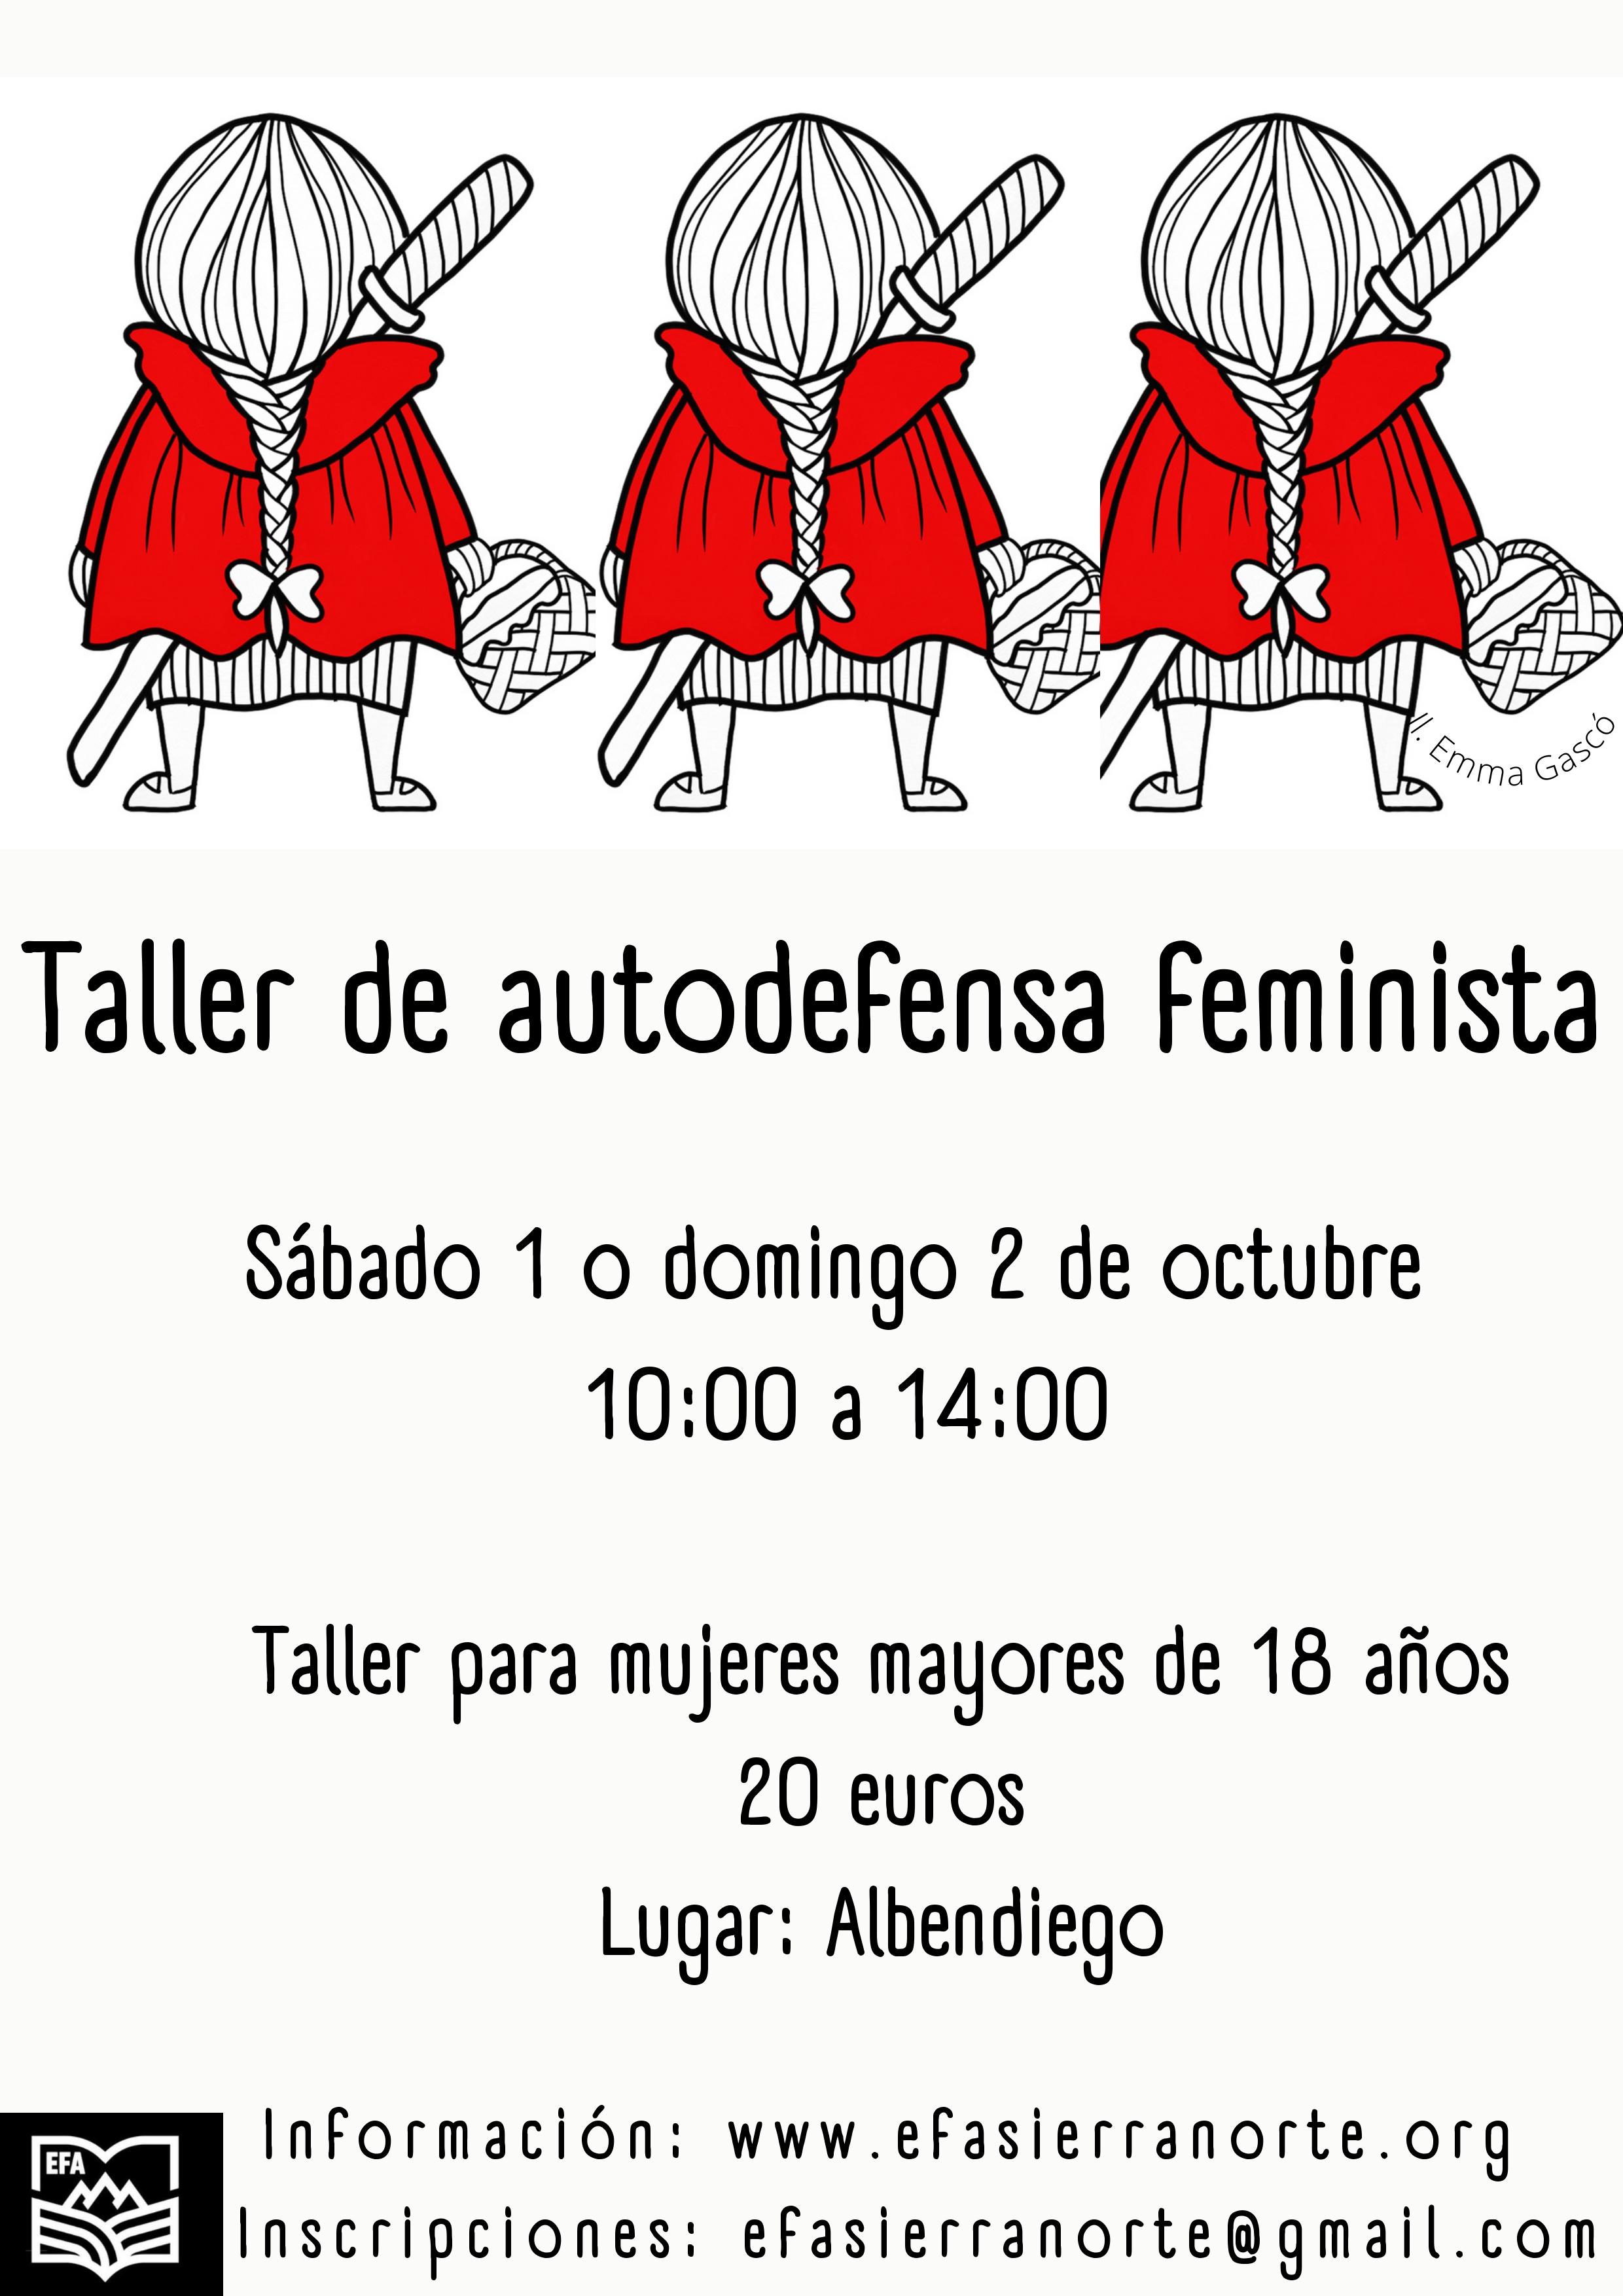 Il. Emma Gascó
Taller de autodefensa feminista
Sábado 1 o domingo 2 de octubre
10:00 a 14:00
Taller para mujeres mayores de 18 años
20 euros
Lugar: Albendiego
EFA
Información: www.efasierranorte.org
Inscripciones: efasierranorte@gmail.com